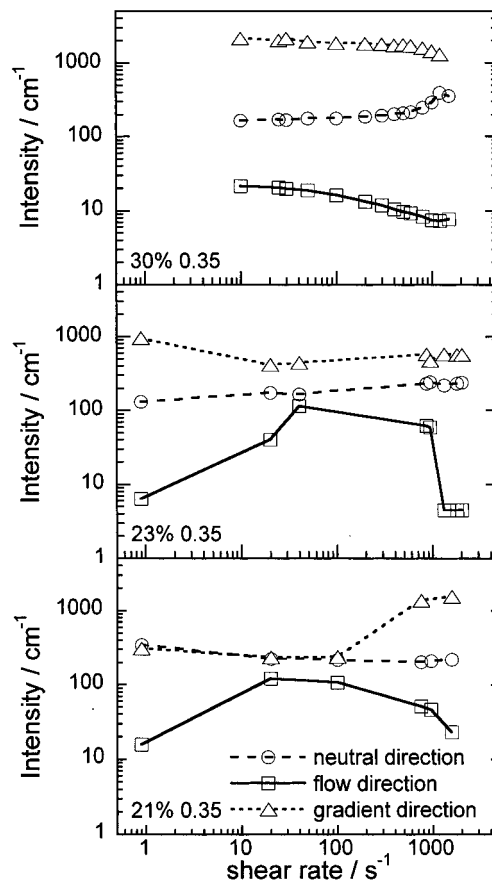 1000
100
10
1
Intensity / cm⁻¹
30% 0.35
1000
100
10
1
Intensity / cm⁻¹
23% 0.35
1000
100
10
1
Intensity / cm⁻¹
neutral direction
flow direction
gradient direction
21% 0.35
1 10 100 1000
shear rate / s⁻¹